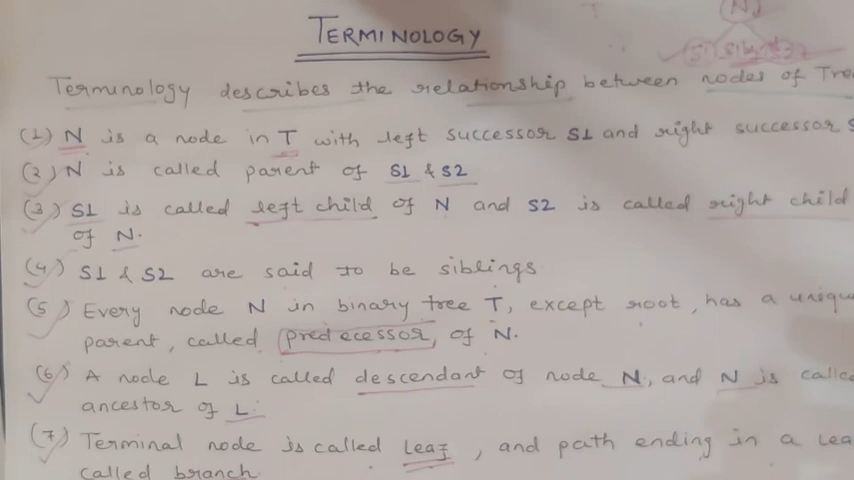 N
S1 sibli S2
TERMINOLOGY
Terminology describes the relationship between nodes of Tree
(1) N is a node in T with left successor S1 and right successor S
(2) N is called parent of S1 & S2
(3) S1 is called left child of N and S2 is called right child
of N.
(4) S1 & S2 are said to be siblings
(5) Every node N in binary tree T, except root, has a uniqu
parent, called predecessor, of N.
(6) A node L is called descendant of node N, and N is calle
ancestor of L.
(7) Terminal node is called leaf, and path ending in a lea
called branch